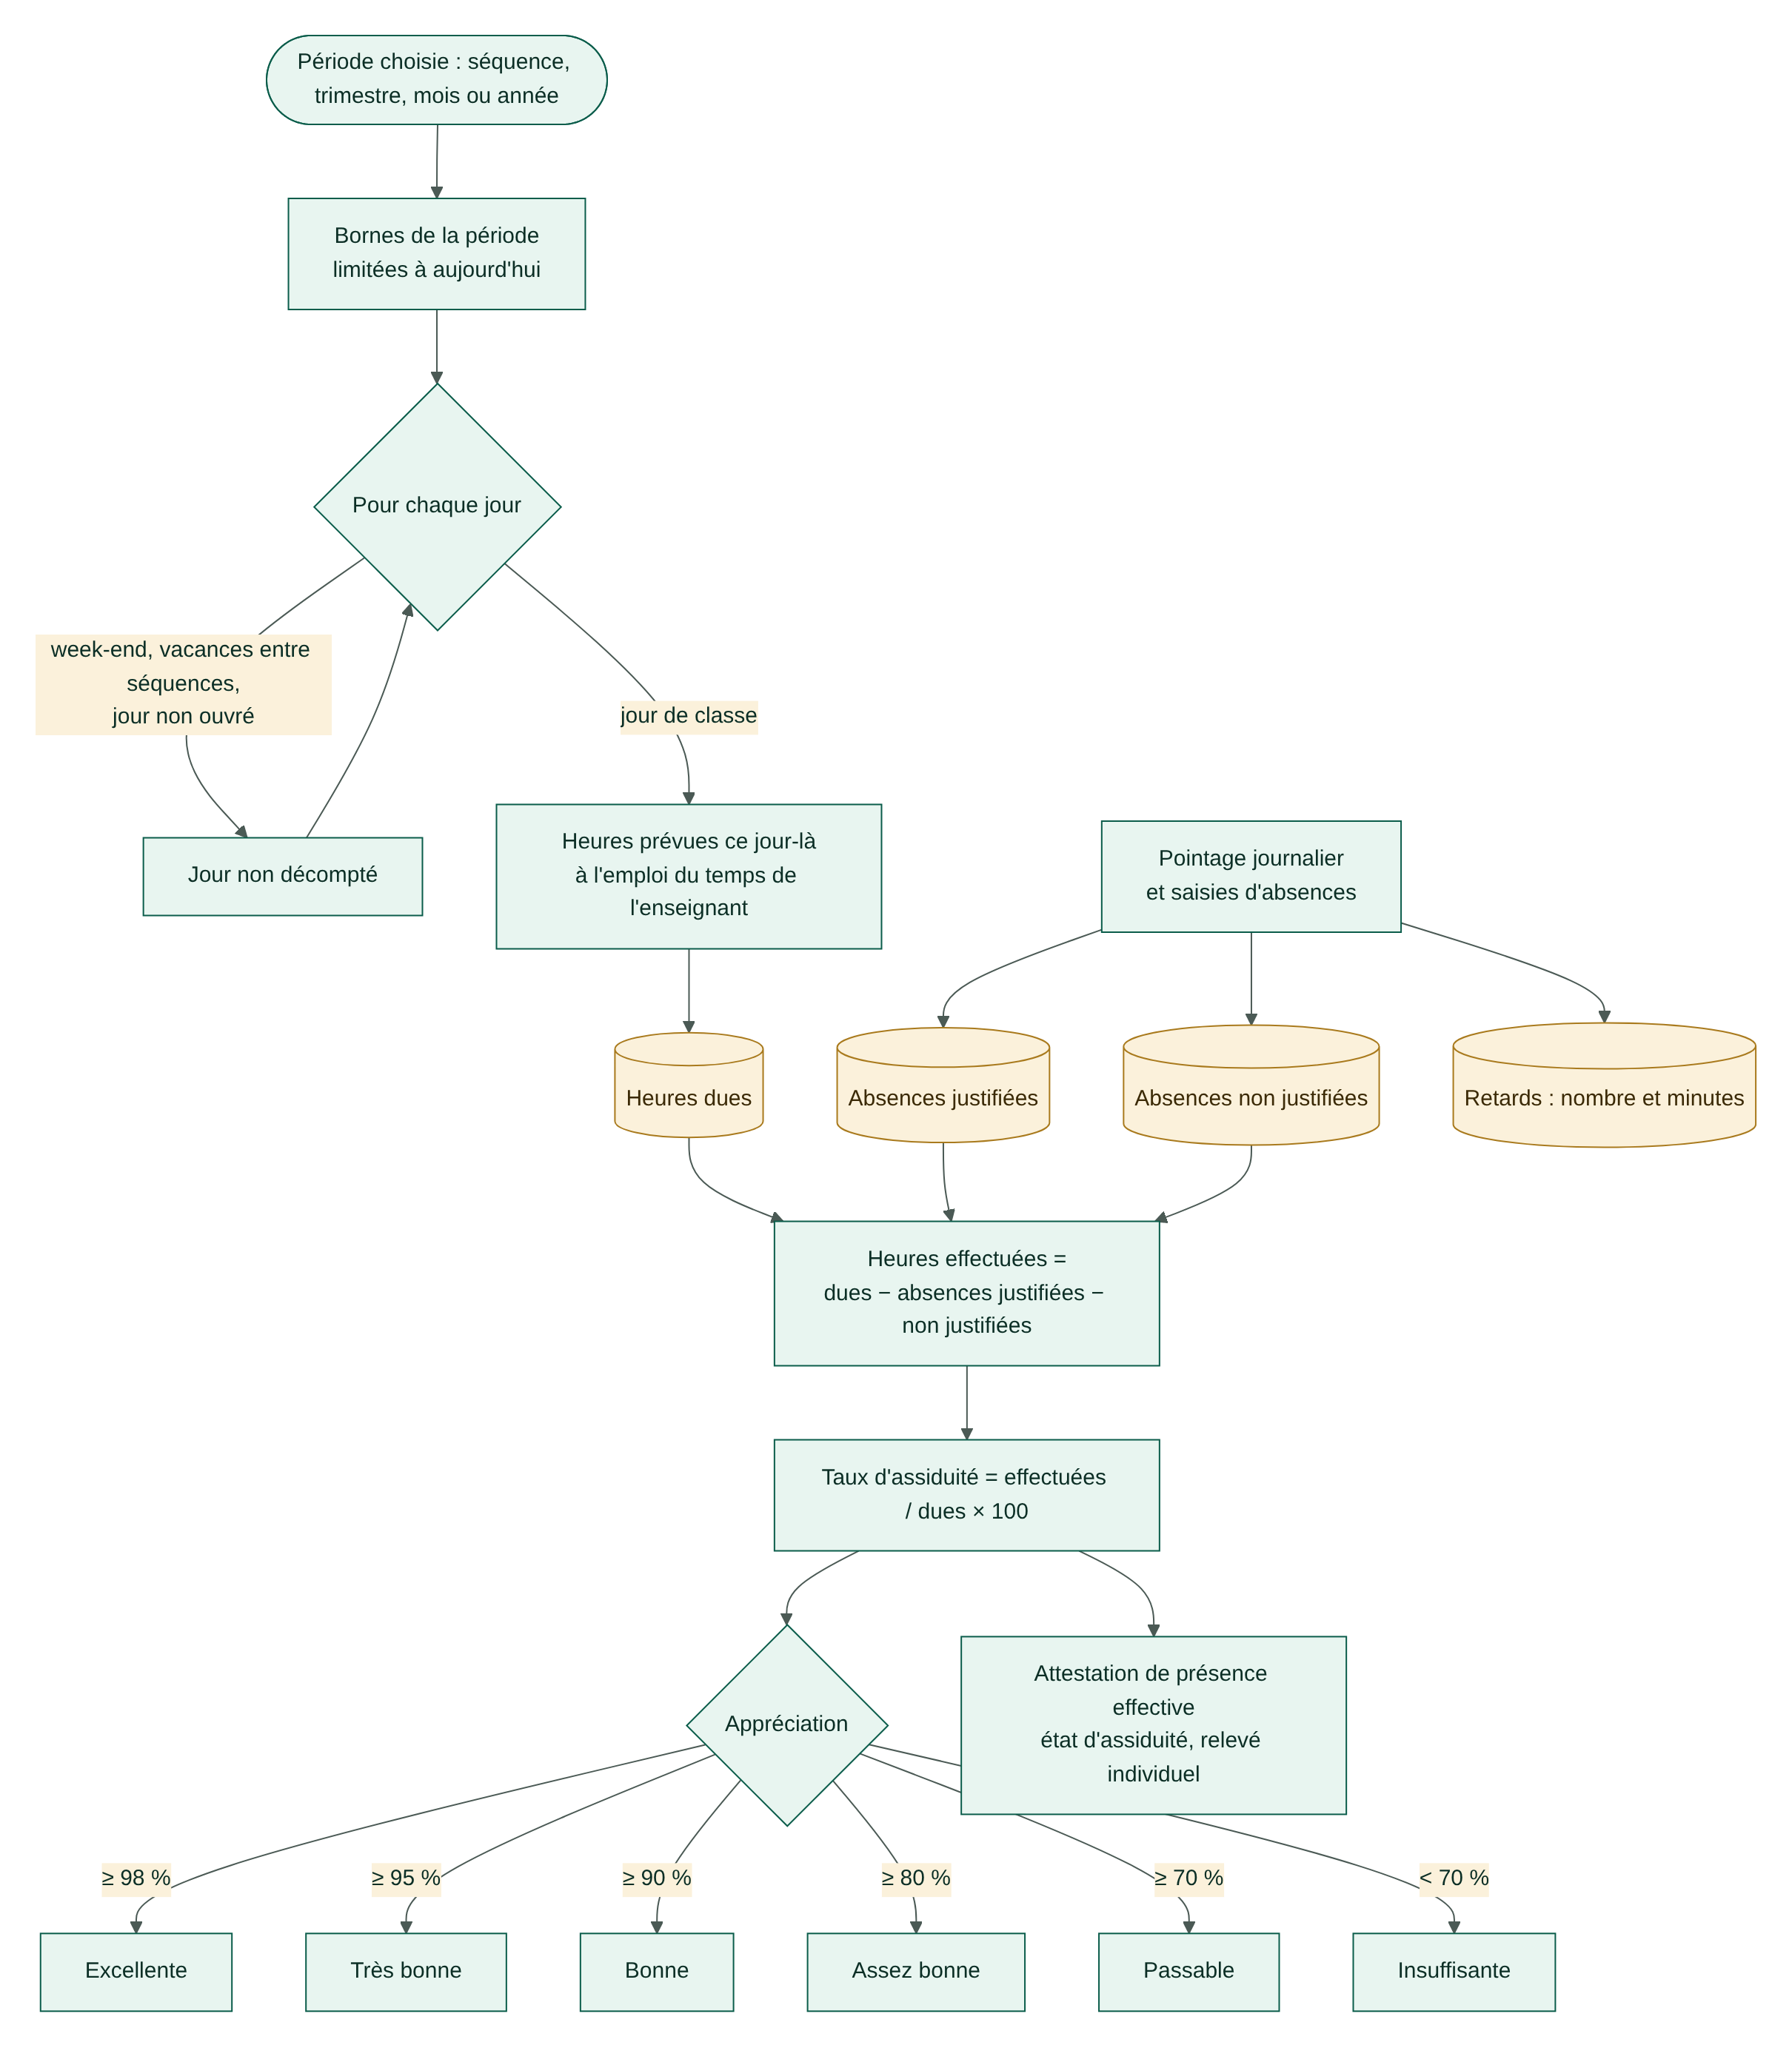 Période choisie : séquence,
trimestre, mois ou année
Bornes de la période
limitées à aujourd'hui
Pour chaque jour
week-end, vacances entre
séquences,
jour non ouvré
jour de classe
Jour non décompté
Heures prévues ce jour-là
à l'emploi du temps de
l'enseignant
Pointage journalier
et saisies d'absences
Heures dues
Absences justifiées
Absences non justifiées
Retards : nombre et minutes
Heures effectuées =
dues − absences justifiées −
non justifiées
Taux d'assiduité = effectuées
/ dues × 100
Appréciation
Attestation de présence
effective
état d'assiduité, relevé
individuel
≥ 98 %
≥ 95 %
≥ 90 %
≥ 80 %
≥ 70 %
< 70 %
Excellente
Très bonne
Bonne
Assez bonne
Passable
Insuffisante